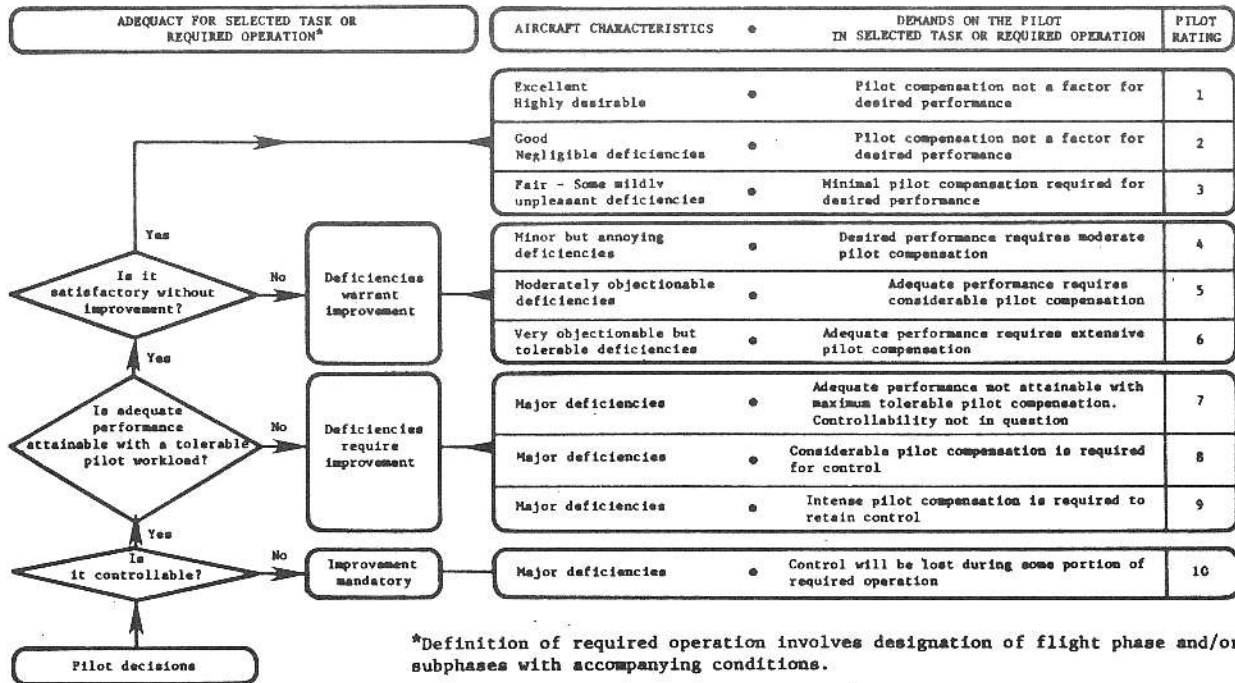 ADEQUACY FOR SELECTED TASK OR
REQUIRED OPERATION*
AIRCRAFT CHARACTERISTICS •
DEMANDS ON THE PILOT
IN SELECTED TASK OR REQUIRED OPERATION
PILOT
RATING
Excellent
Highly desirable
•
Pilot compensation not a factor for
desired performance
1
Good
Negligible deficiencies
•
Pilot compensation not a factor for
desired performance
2
Fair - Some mildly
unpleasant deficiencies
•
Minimal pilot compensation required for
desired performance
3
Yes
Is it
satisfactory without
improvement?
No
Deficiencies
warrant
improvement
Minor but annoying
deficiencies
•
Desired performance requires moderate
pilot compensation
4
Moderately objectionable
deficiencies
•
Adequate performance requires
considerable pilot compensation
5
Very objectionable but
tolerable deficiencies
•
Adequate performance requires extensive
pilot compensation
6
Yes
Is adequate
performance
attainable with a tolerable
pilot workload?
No
Deficiencies
require
improvement
Major deficiencies
•
Adequate performance not attainable with
maximum tolerable pilot compensation.
Controllability not in question
7
Major deficiencies
•
Considerable pilot compensation is required
for control
8
Major deficiencies
•
Intense pilot compensation is required to
retain control
9
Yes
Is
it controllable?
No
Improvement
mandatory
Major deficiencies
•
Control will be lost during some portion of
required operation
10
Pilot decisions
*Definition of required operation involves designation of flight phase and/or
subphases with accompanying conditions.